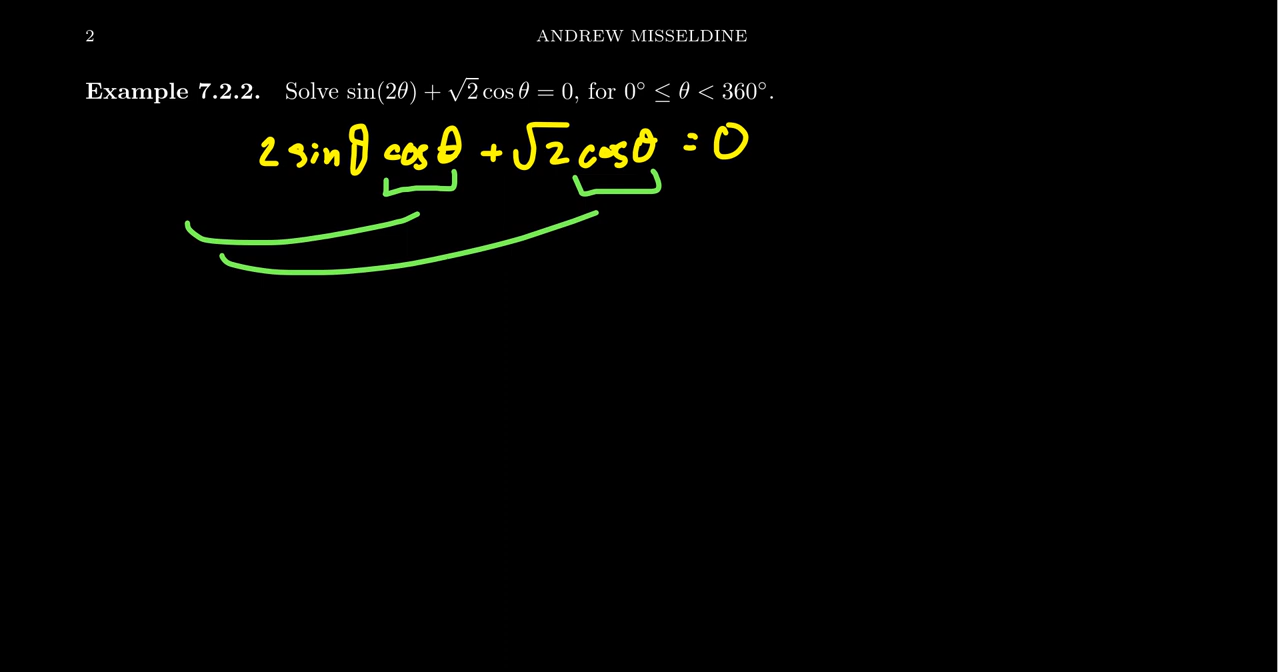 2 ANDREW MISSELDINE
Example 7.2.2. Solve sin(2θ) + √2 cos θ = 0, for 0° ≤ θ < 360°.
2 sin θ cos θ + √2 cos θ = 0